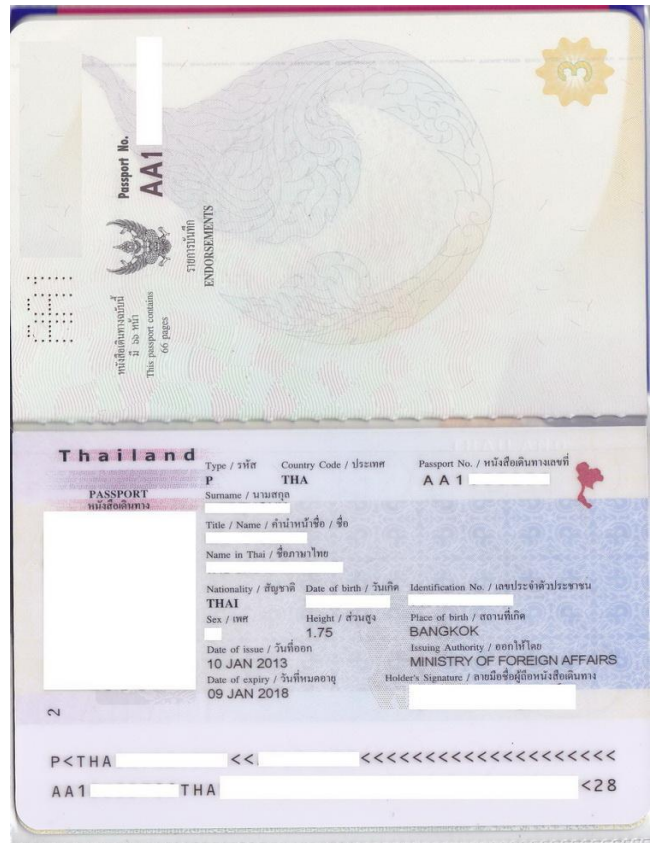 Passport No.
AA1
รายการบันทึก
ENDORSEMENTS
หนังสือเดินทางฉบับนี้
มี ๖๖ หน้า
This passport contains
66 pages
Thailand
PASSPORT
หนังสือเดินทาง
Type / รหัส Country Code / ประเทศ Passport No. / หนังสือเดินทางเลขที่
P THA AA1
Surname / นามสกุล
Title / Name / คำนำหน้าชื่อ / ชื่อ
Name in Thai / ชื่อภาษาไทย
Nationality / สัญชาติ Date of birth / วันเกิด Identification No. / เลขประจำตัวประชาชน
THAI
Sex / เพศ Height / ส่วนสูง Place of birth / สถานที่เกิด
1.75 BANGKOK
Date of issue / วันที่ออก Issuing Authority / ออกให้โดย
10 JAN 2013 MINISTRY OF FOREIGN AFFAIRS
Date of expiry / วันที่หมดอายุ Holder's Signature / ลายมือชื่อผู้ถือหนังสือเดินทาง
09 JAN 2018
2
P<THA << <<<<<<<<<<<<<<<<<<<<<
AA1 THA <28